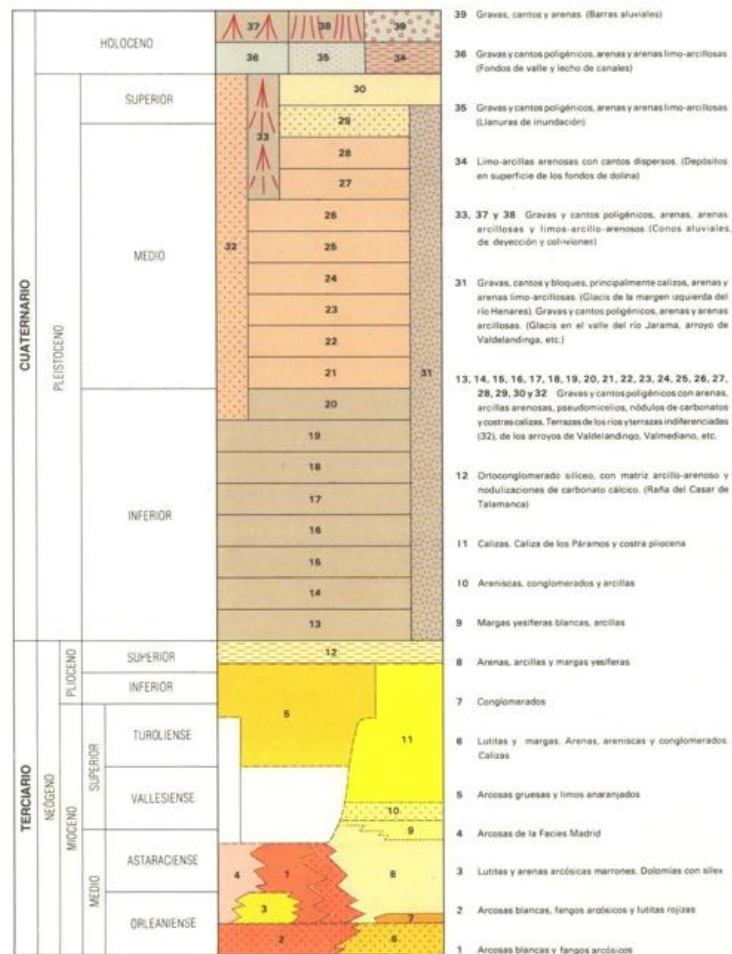 CUATERNARIO
HOLOCENO
PLEISTOCENO
SUPERIOR
MEDIO
INFERIOR
TERCIARIO
NEÓGENO
PLIOCENO
SUPERIOR
INFERIOR
MIOCENO
SUPERIOR
TUROLIENSE
VALLESIENSE
MEDIO
ASTARACIENSE
ORLEANIENSE
37
38
39
36
35
34
30
33
29
28
27
32
26
25
24
23
22
21
31
20
19
18
17
16
15
14
13
12
5
11
10
9
4
1
8
3
7
2
6
39 Gravas, cantos y arenas. (Barras aluviales)
36 Gravas y cantos poligénicos, arenas y arenas limo-arcillosas
(Fondos de valle y lecho de canales)
35 Gravas y cantos poligénicos, arenas y arenas limo-arcillosas
(Llanuras de inundación)
34 Limo-arcillas arenosas con cantos dispersos. (Depósitos
en superficie de los fondos de dolina)
33, 37 y 38 Gravas y cantos poligénicos, arenas, arenas
arcillosas y limos-arcillo-arenosos. (Conos aluviales,
de deyección y coluviones)
31 Gravas, cantos y bloques, principalmente calizos, arenas y
arenas limo-arcillosas. (Glacis de la margen izquierda del
río Henares). Gravas y cantos poligénicos, arenas y arenas
arcillosas. (Glacis en el valle del río Jarama, arroyo de
Valdelandinga, etc.)
13, 14, 15, 16, 17, 18, 19, 20, 21, 22, 23, 24, 25, 26, 27,
28, 29, 30 y 32 Gravas y cantos poligénicos con arenas,
arcillas arenosas, pseudomicelios, nódulos de carbonatos
y costras calizas. Terrazas de los ríos y terrazas indiferenciadas
(32), de los arroyos de Valdelandingo, Valmediano, etc.
12 Ortoconglomerado silíceo, con matriz arcillo-arenoso y
nodulizaciones de carbonato cálcico. (Raña del Casar de
Talamanca)
11 Calizas. Caliza de los Páramos y costra pliocena
10 Areniscas, conglomerados y arcillas
9 Margas yesíferas blancas, arcillas
8 Arenas, arcillas y margas yesíferas
7 Conglomerados
6 Lutitas y margas. Arenas, areniscas y conglomerados.
Calizas
5 Arcosas gruesas y limos anaranjados
4 Arcosas de la Facies Madrid
3 Lutitas y arenas arcósicas marrones. Dolomías con sílex
2 Arcosas blancas, fangos arcósicos y lutitas rojizas
1 Arcosas blancas y fangos arcósicos